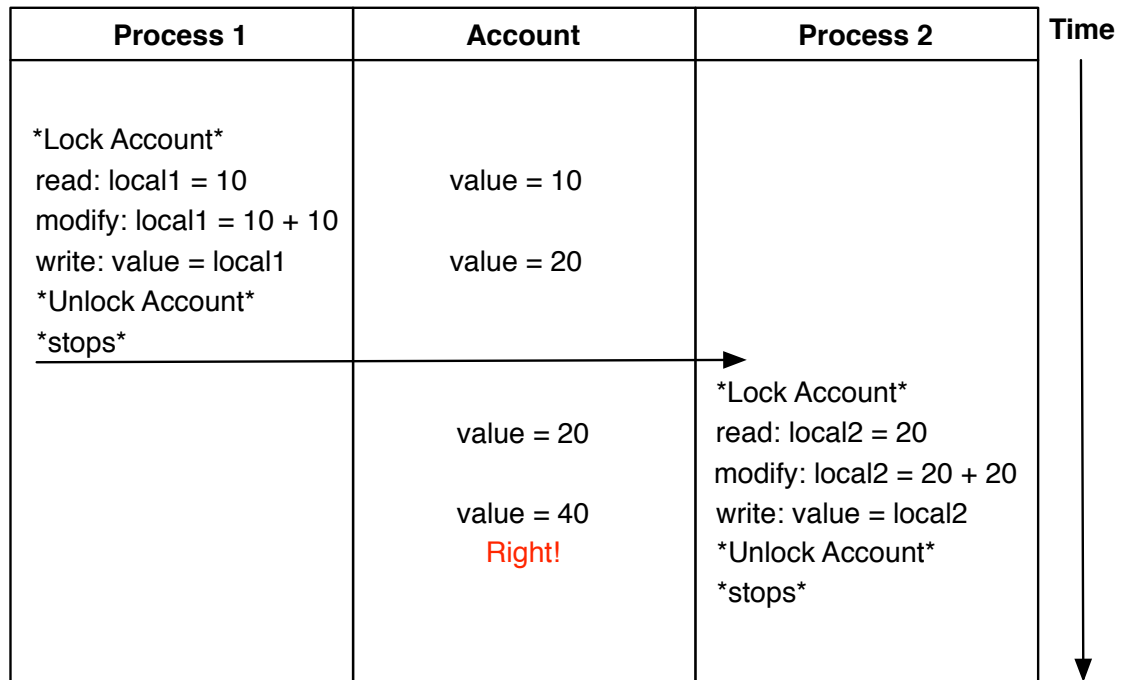 Process 1 Account Process 2 Time
*Lock Account*
read: local1 = 10 value = 10
modify: local1 = 10 + 10
write: value = local1 value = 20
*Unlock Account*
*stops*
*Lock Account*
value = 20 read: local2 = 20
modify: local2 = 20 + 20
value = 40 write: value = local2
Right! *Unlock Account*
*stops*